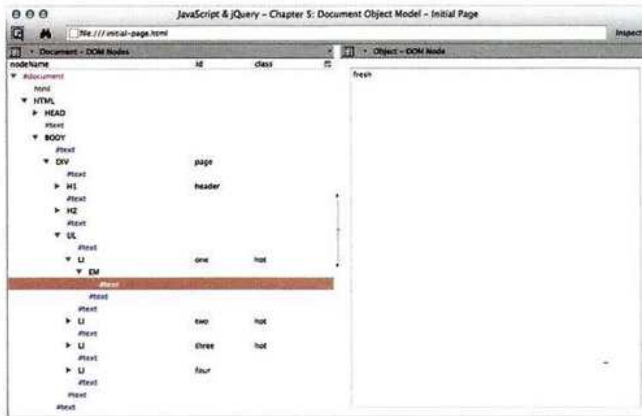 JavaScript & jQuery – Chapter 5: Document Object Model – Initial Page
file:///initial-page.html
Inspect
Document – DOM Nodes
Object – DOM Node
nodeName id class
#document
html
HTML
HEAD
#text
BODY
#text
DIV page
#text
H1 header
#text
H2
#text
UL
#text
LI one hot
EM
#text
#text
#text
LI two hot
#text
LI three hot
#text
LI four
#text
#text
#text
fresh